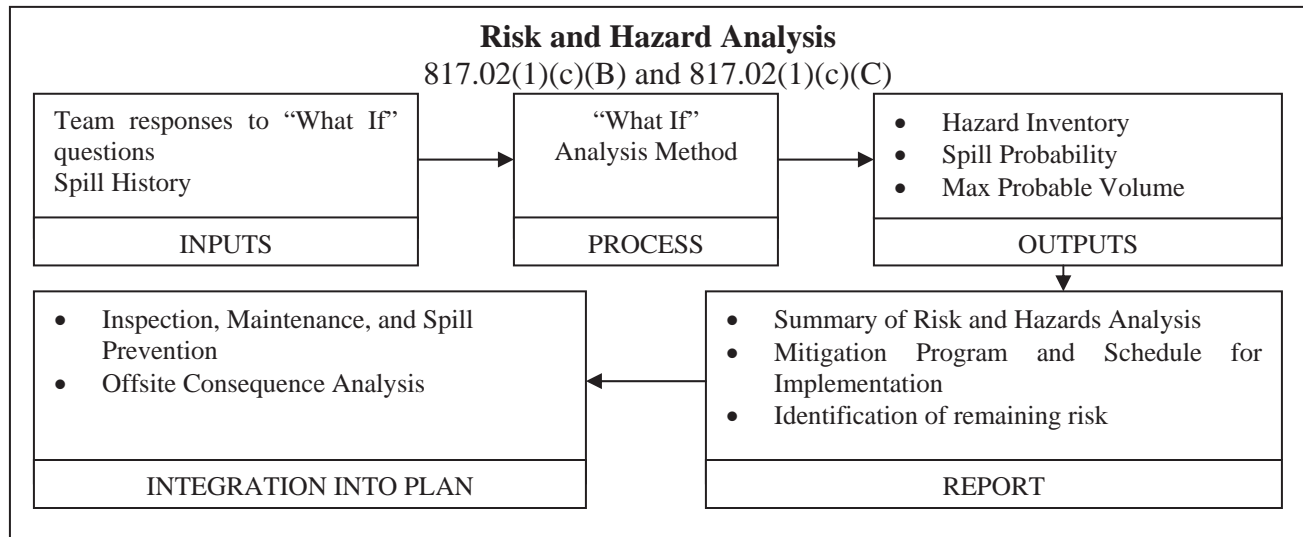 Risk and Hazard Analysis
817.02(1)(c)(B) and 817.02(1)(c)(C)
Team responses to “What If”
questions
Spill History
INPUTS
“What If”
Analysis Method
PROCESS
• Hazard Inventory
• Spill Probability
• Max Probable Volume
OUTPUTS
• Summary of Risk and Hazards Analysis
• Mitigation Program and Schedule for
Implementation
• Identification of remaining risk
REPORT
• Inspection, Maintenance, and Spill
Prevention
• Offsite Consequence Analysis
INTEGRATION INTO PLAN